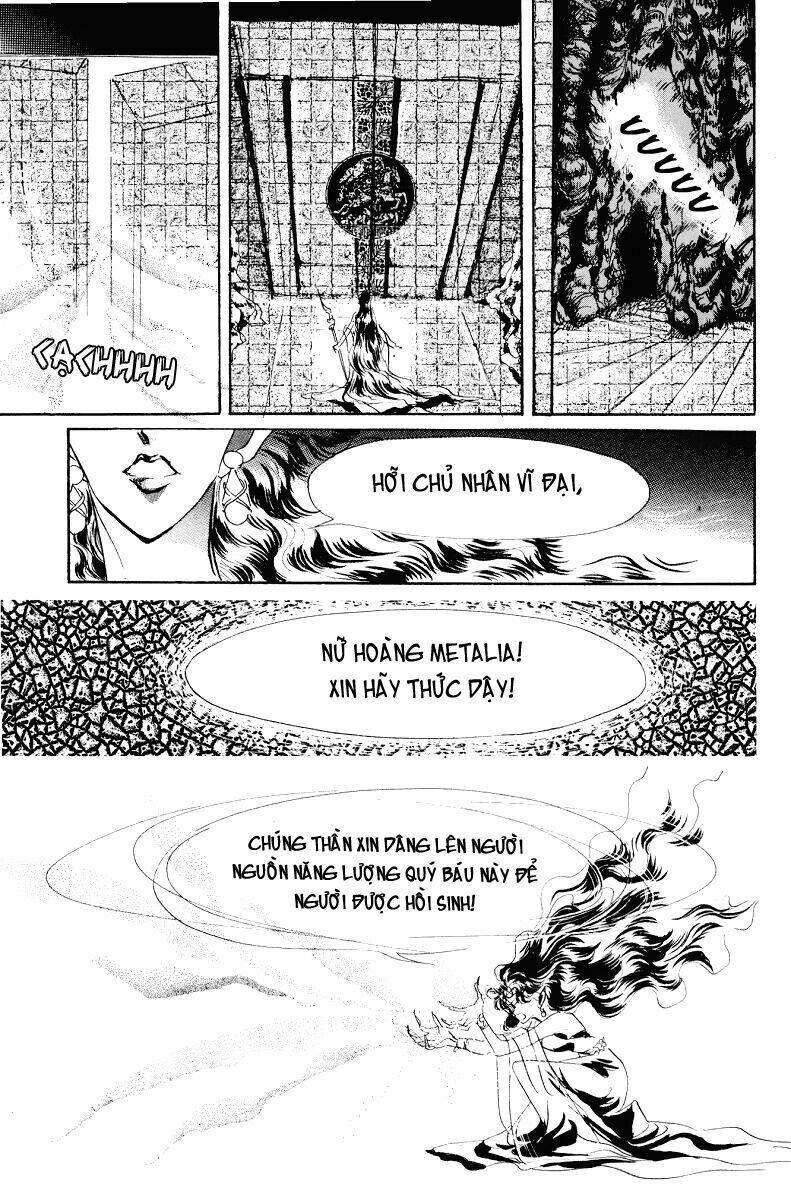 VUUUUU
CẠCHHHH
HỠI CHỦ NHÂN VĨ ĐẠI,
NỮ HOÀNG METALIA!
XIN HÃY THỨC DẬY!
CHÚNG THẦN XIN DÂNG LÊN NGƯỜI
NGUỒN NĂNG LƯỢNG QUÝ BÁU NÀY ĐỂ
NGƯỜI ĐƯỢC HỒI SINH!